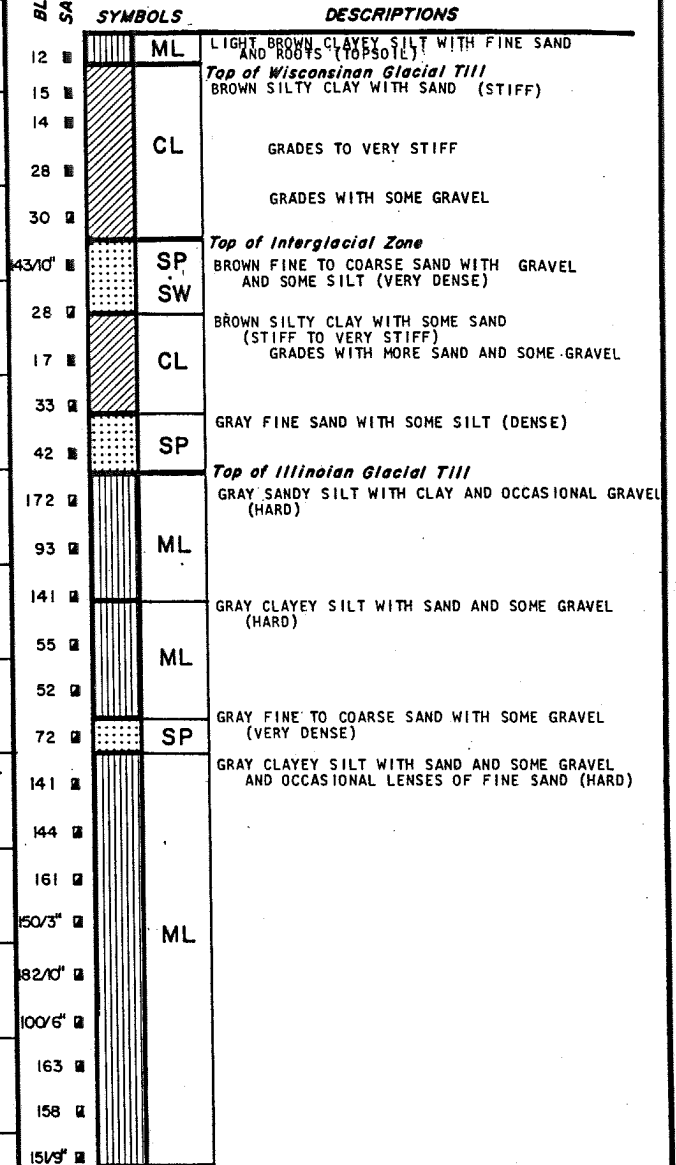 BL
SA
SYMBOLS DESCRIPTIONS
ML LIGHT BROWN CLAYEY SILT WITH FINE SAND
12 AND ROOTS (TOPSOIL)
Top of Wisconsinan Glacial Till
15 BROWN SILTY CLAY WITH SAND (STIFF)
14
CL GRADES TO VERY STIFF
28
GRADES WITH SOME GRAVEL
30
Top of Interglacial Zone
143/10" SP BROWN FINE TO COARSE SAND WITH GRAVEL
AND SOME SILT (VERY DENSE)
SW
28
BROWN SILTY CLAY WITH SOME SAND
(STIFF TO VERY STIFF)
17 CL GRADES WITH MORE SAND AND SOME GRAVEL
33
GRAY FINE SAND WITH SOME SILT (DENSE)
42 SP
Top of Illinoian Glacial Till
172 GRAY SANDY SILT WITH CLAY AND OCCASIONAL GRAVEL
(HARD)
93 ML
141
GRAY CLAYEY SILT WITH SAND AND SOME GRAVEL
(HARD)
55
ML
52
GRAY FINE TO COARSE SAND WITH SOME GRAVEL
72 SP (VERY DENSE)
GRAY CLAYEY SILT WITH SAND AND SOME GRAVEL
141 AND OCCASIONAL LENSES OF FINE SAND (HARD)
144
161
150/3"
ML
82/10"
100/6"
163
158
151/9"